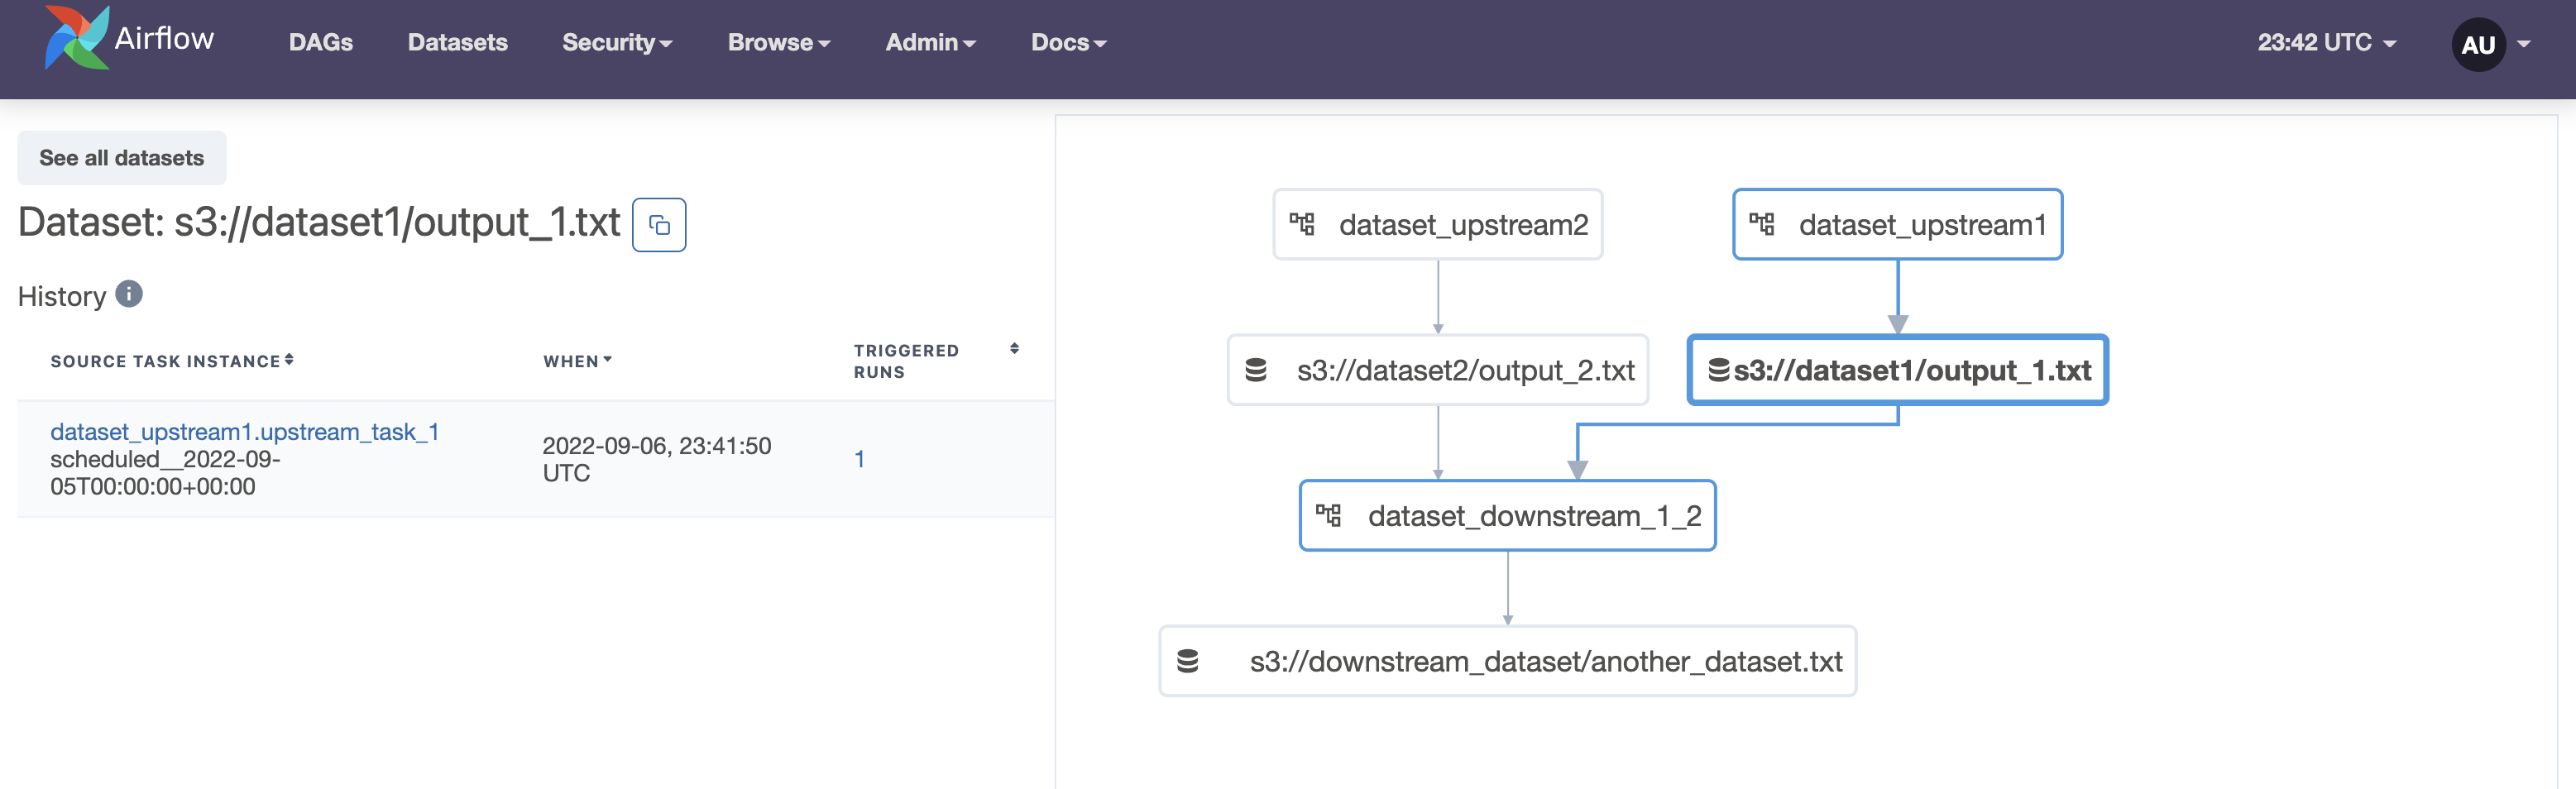 Airflow DAGs Datasets Security Browse Admin Docs 23:42 UTC AU
See all datasets
Dataset: s3://dataset1/output_1.txt
History i
SOURCE TASK INSTANCE WHEN TRIGGERED
RUNS
dataset_upstream1.upstream_task_1
scheduled__2022-09-
05T00:00:00+00:00
2022-09-06, 23:41:50
UTC
1
dataset_upstream2 dataset_upstream1
s3://dataset2/output_2.txt s3://dataset1/output_1.txt
dataset_downstream_1_2
s3://downstream_dataset/another_dataset.txt